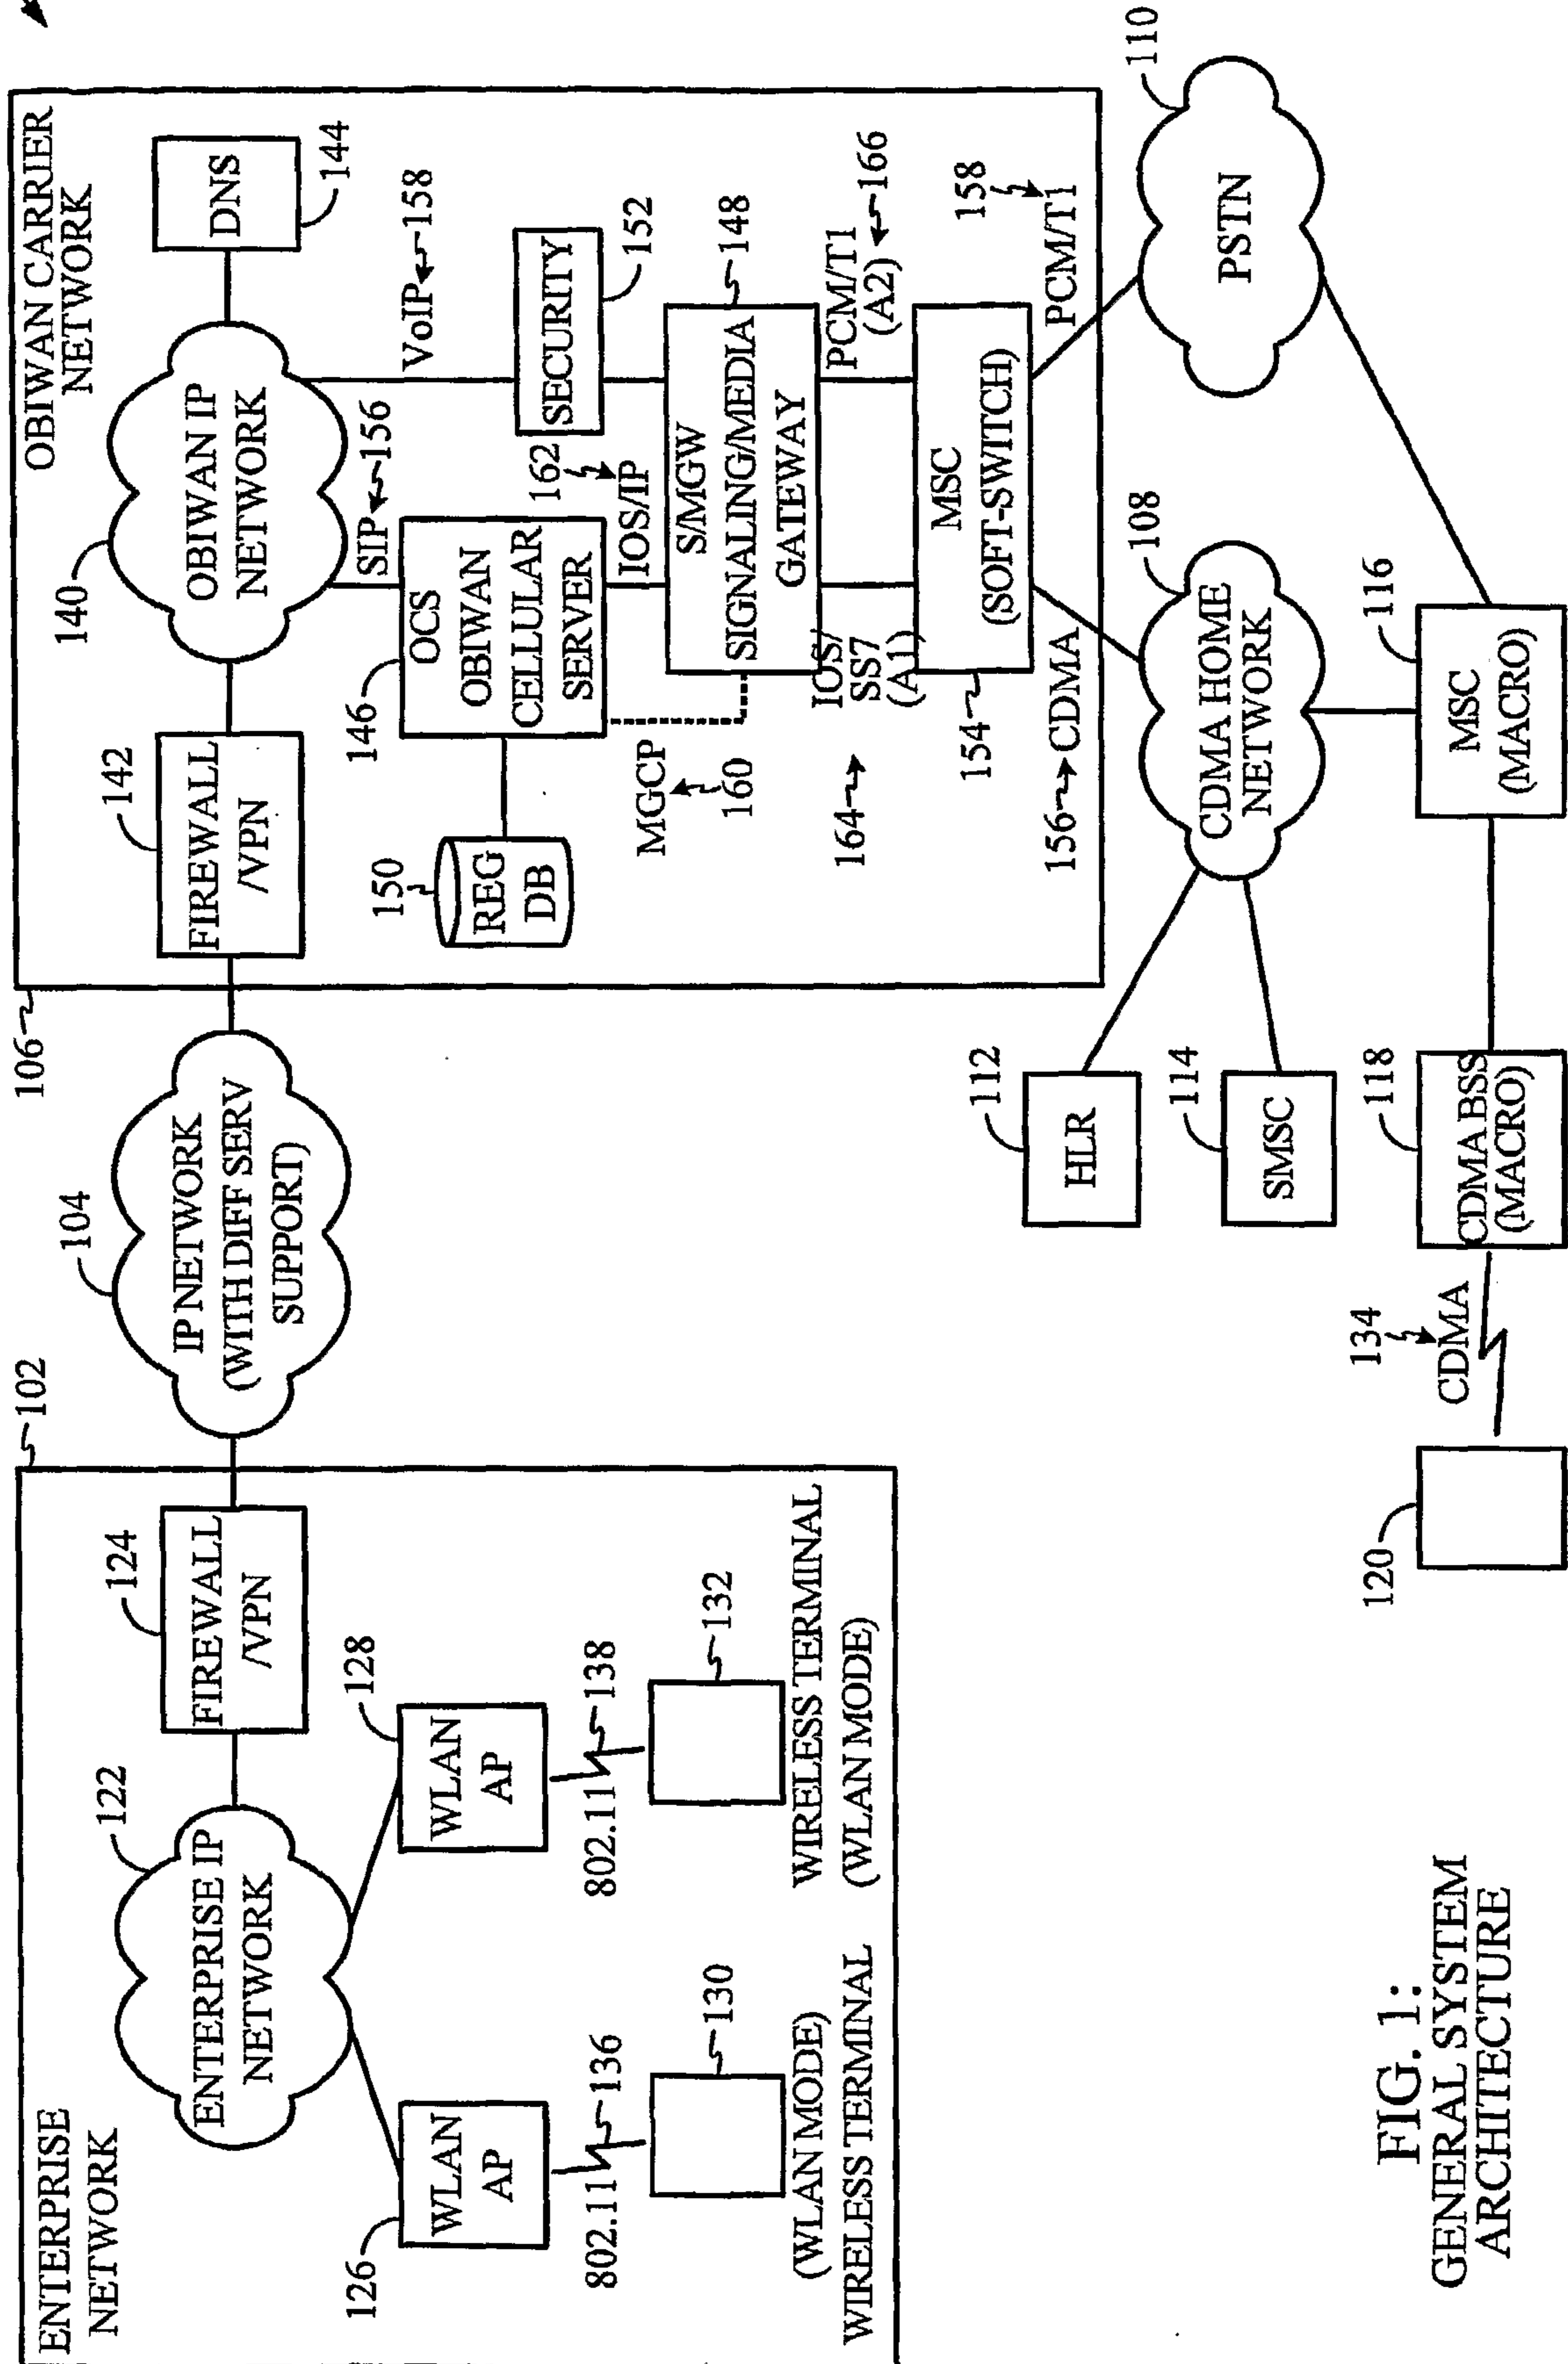 ENTERPRISE
NETWORK
102
ENTERPRISE IP
NETWORK
122
FIREWALL
/VPN
124
WLAN
AP
126
WLAN
AP
128
802.11
136
802.11
138
130
132
(WLAN MODE)
WIRELESS TERMINAL
WIRELESS TERMINAL
(WLAN MODE)
IP NETWORK
(WITH DIFF SERV
SUPPORT)
104
106
OBIWAN CARRIER
NETWORK
FIREWALL
/VPN
142
OBIWAN IP
NETWORK
140
DNS
144
SIP
156
VoIP
158
REG
DB
150
OCS
OBIWAN
CELLULAR
SERVER
146
SECURITY
152
MGCP
160
IOS/IP
162
S/MGW
SIGNALING/MEDIA
GATEWAY
148
164
IOS/
SS7
(A1)
PCM/T1
(A2)
166
MSC
(SOFT-SWITCH)
154
156
CDMA
158
PCM/T1
HLR
112
SMSC
114
CDMA HOME
NETWORK
108
PSTN
110
120
134
CDMA
CDMA BSS
(MACRO)
118
MSC
(MACRO)
116
FIG. 1:
GENERAL SYSTEM
ARCHITECTURE